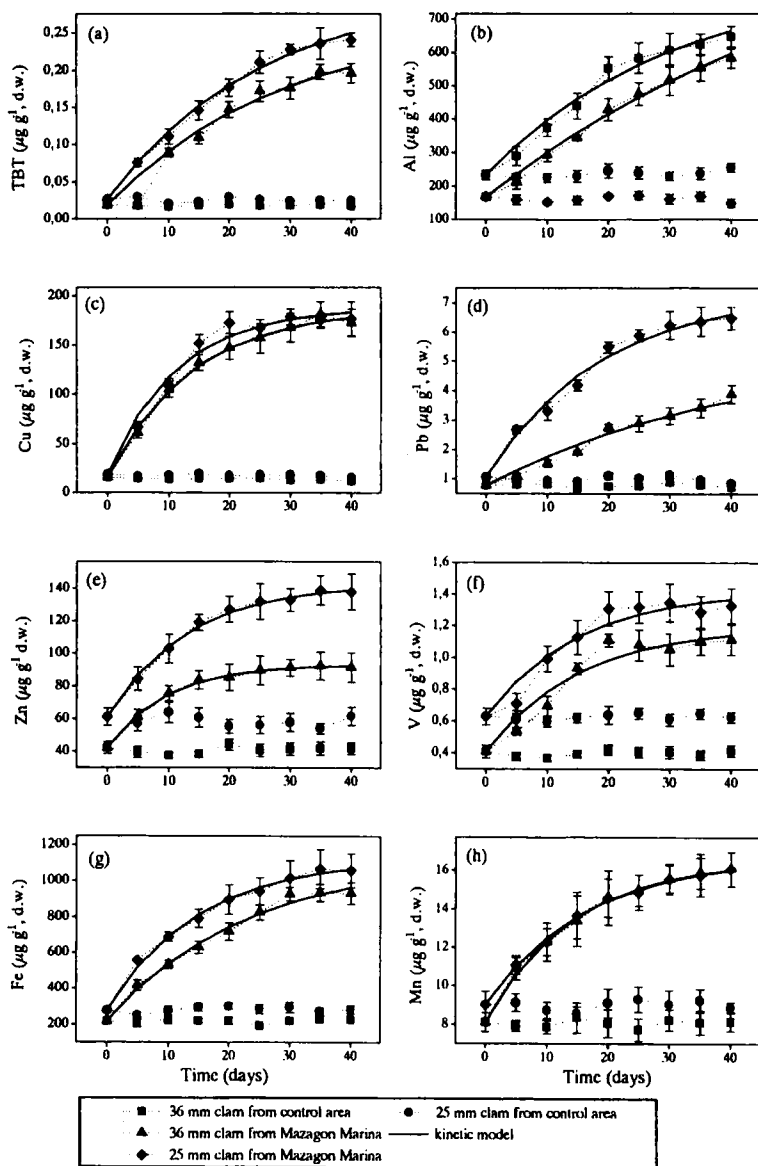 (a)
TBT (µg g⁻¹, d.w.)
0,25
0,20
0,15
0,10
0,05
0,00
0 10 20 30 40
(b)
Al (µg g⁻¹, d.w.)
700
600
500
400
300
200
100
0 10 20 30 40
(c)
Cu (µg g⁻¹, d.w.)
200
150
100
50
0
0 10 20 30 40
(d)
Pb (µg g⁻¹, d.w.)
7
6
5
4
3
2
1
0 10 20 30 40
(e)
Zn (µg g⁻¹ d.w.)
140
120
100
80
60
40
0 10 20 30 40
(f)
V (µg g⁻¹, d.w.)
1,6
1,4
1,2
1,0
0,8
0,6
0,4
0 10 20 30 40
(g)
Fe (µg g⁻¹, d.w.)
1200
1000
800
600
400
200
0 10 20 30 40
Time (days)
(h)
Mn (µg g⁻¹, d.w.)
16
14
12
10
8
0 10 20 30 40
Time (days)
36 mm clam from control area
25 mm clam from control area
36 mm clam from Mazagon Marina
kinetic model
25 mm clam from Mazagon Marina